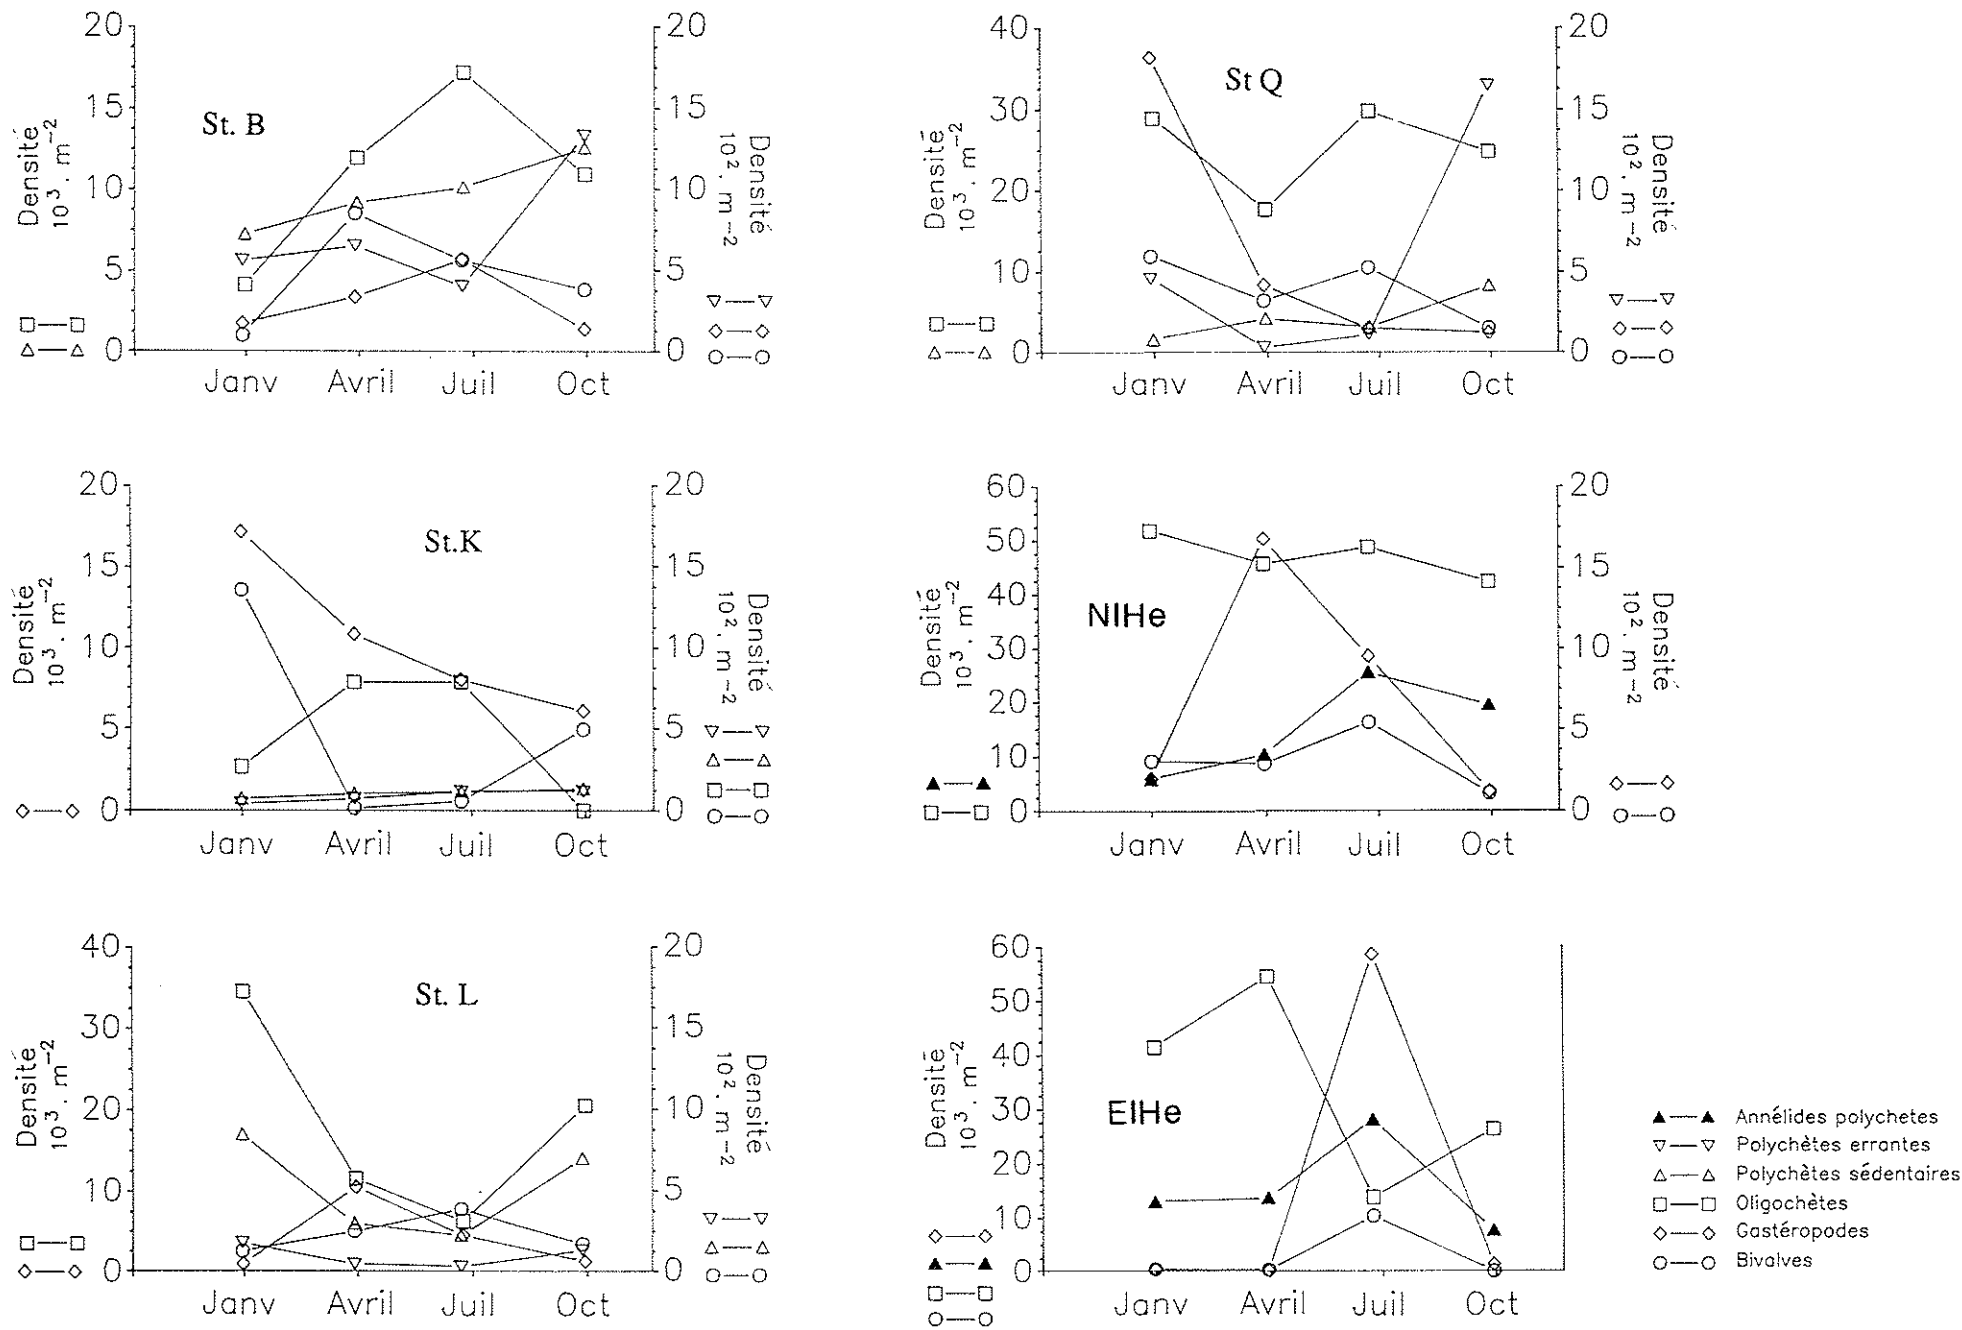 St. B
20
15
10
5
0
Densité
10³. m⁻²
20
15
10
5
0
Densité
10². m⁻²
Janv Avril Juil Oct
St Q
40
30
20
10
0
Densité
10³. m⁻²
20
15
10
5
0
Densité
10². m⁻²
Janv Avril Juil Oct
St.K
20
15
10
5
0
Densité
10³. m⁻²
20
15
10
5
0
Densité
10². m⁻²
Janv Avril Juil Oct
NIHe
60
50
40
30
20
10
0
Densité
10³. m⁻²
20
15
10
5
0
Densité
10². m⁻²
Janv Avril Juil Oct
St. L
40
30
20
10
0
Densité
10³. m⁻²
20
15
10
5
0
Densité
10². m⁻²
Janv Avril Juil Oct
EIHe
60
50
40
30
20
10
0
Densité
10³. m⁻²
Janv Avril Juil Oct
Annélides polychetes
Polychètes errantes
Polychètes sédentaires
Oligochètes
Gastéropodes
Bivalves